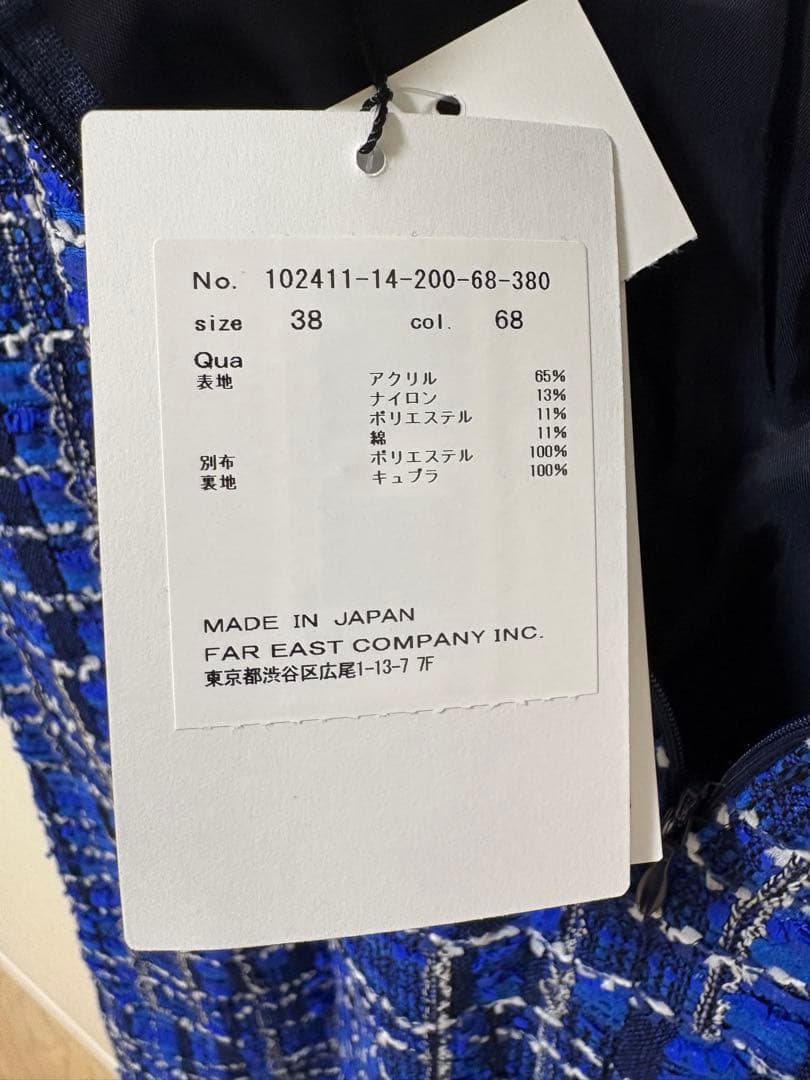 No. 102411-14-200-68-380
size 38 col. 68
Qua
表地 アクリル 65%
ナイロン 13%
ポリエステル 11%
綿 11%
別布 ポリエステル 100%
裏地 キュプラ 100%
MADE IN JAPAN
FAR EAST COMPANY INC.
東京都渋谷区広尾1-13-7 7F